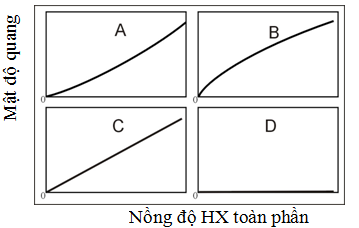 Mật độ quang
A
B
0
0
C
D
0
0
Nồng độ HX toàn phần